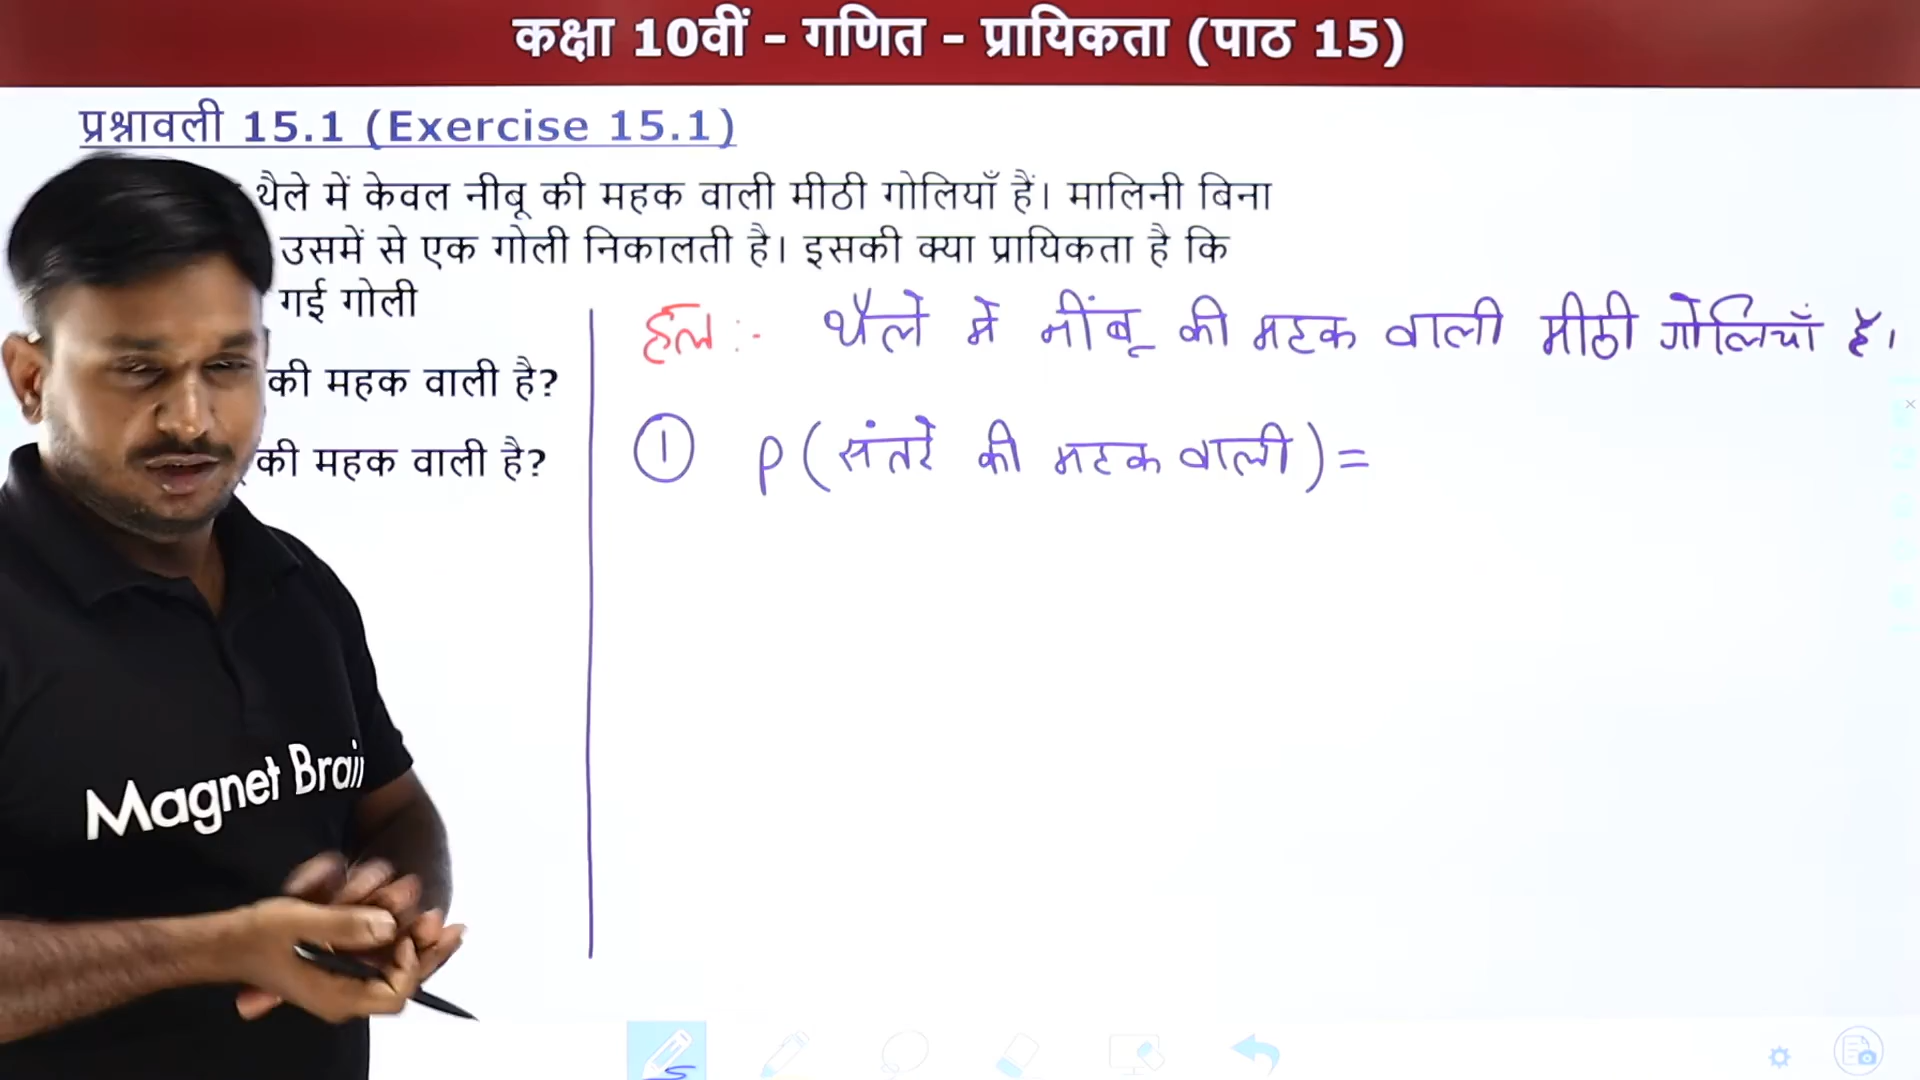 कक्षा 10वीं - गणित - प्रायिकता (पाठ 15)
प्रश्नावली 15.1 (Exercise 15.1)
थैले में केवल नीबू की महक वाली मीठी गोलियाँ हैं। मालिनी बिना
उसमें से एक गोली निकालती है। इसकी क्या प्रायिकता है कि
गई गोली
की महक वाली है?
की महक वाली है?
हल :- थैले में नींबू की महक वाली मीठी गोलियाँ हैं।
① P (संतरे की महक वाली) =
Magnet Brai